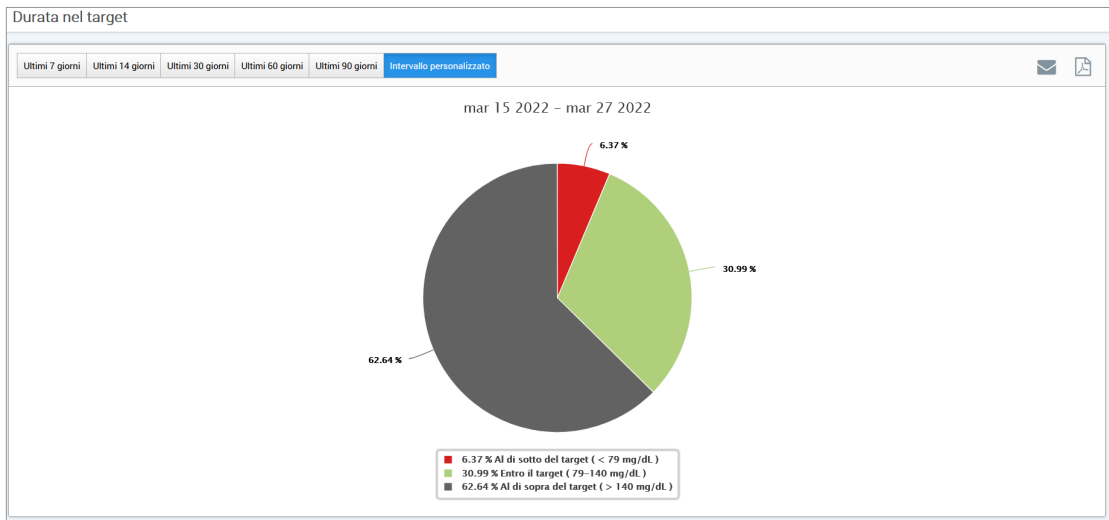 Durata nel target
Ultimi 7 giorni Ultimi 14 giorni Ultimi 30 giorni Ultimi 60 giorni Ultimi 90 giorni Intervallo personalizzato
mar 15 2022 – mar 27 2022
6.37 %
30.99 %
62.64 %
6.37 % Al di sotto del target ( < 79 mg/dL )
30.99 % Entro il target ( 79–140 mg/dL )
62.64 % Al di sopra del target ( > 140 mg/dL )